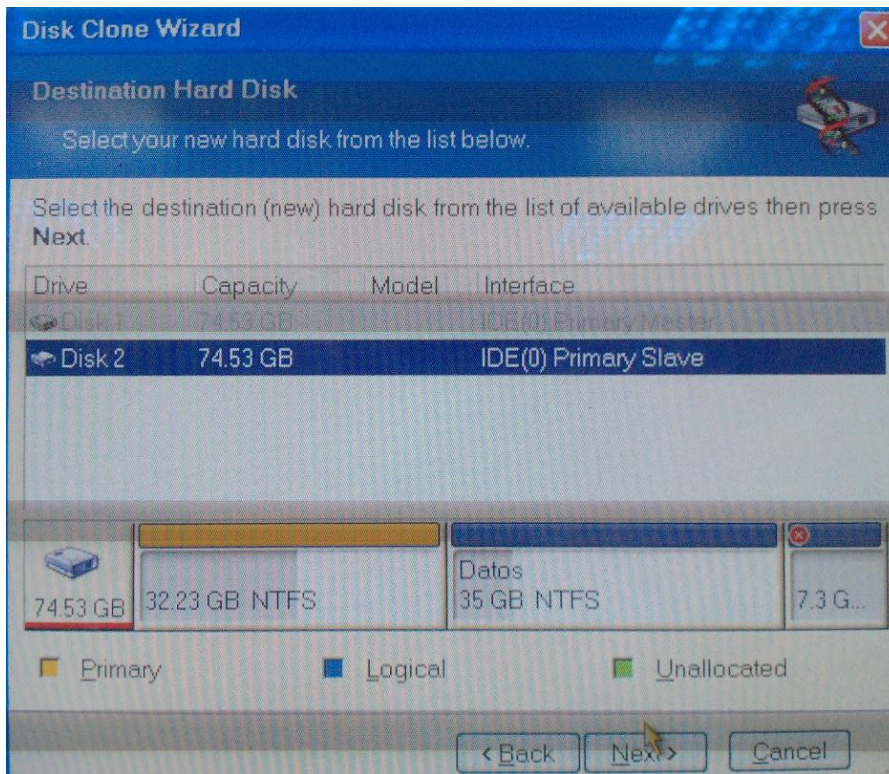 Disk Clone Wizard
Destination Hard Disk
Select your new hard disk from the list below.
Select the destination (new) hard disk from the list of available drives then press
Next.
Drive Capacity Model Interface
Disk 1 74.53 GB IDE(0) Primary Master
Disk 2 74.53 GB IDE(0) Primary Slave
74.53 GB
32.23 GB NTFS
Datos
35 GB NTFS
7.3 G...
Primary Logical Unallocated
< Back Next > Cancel